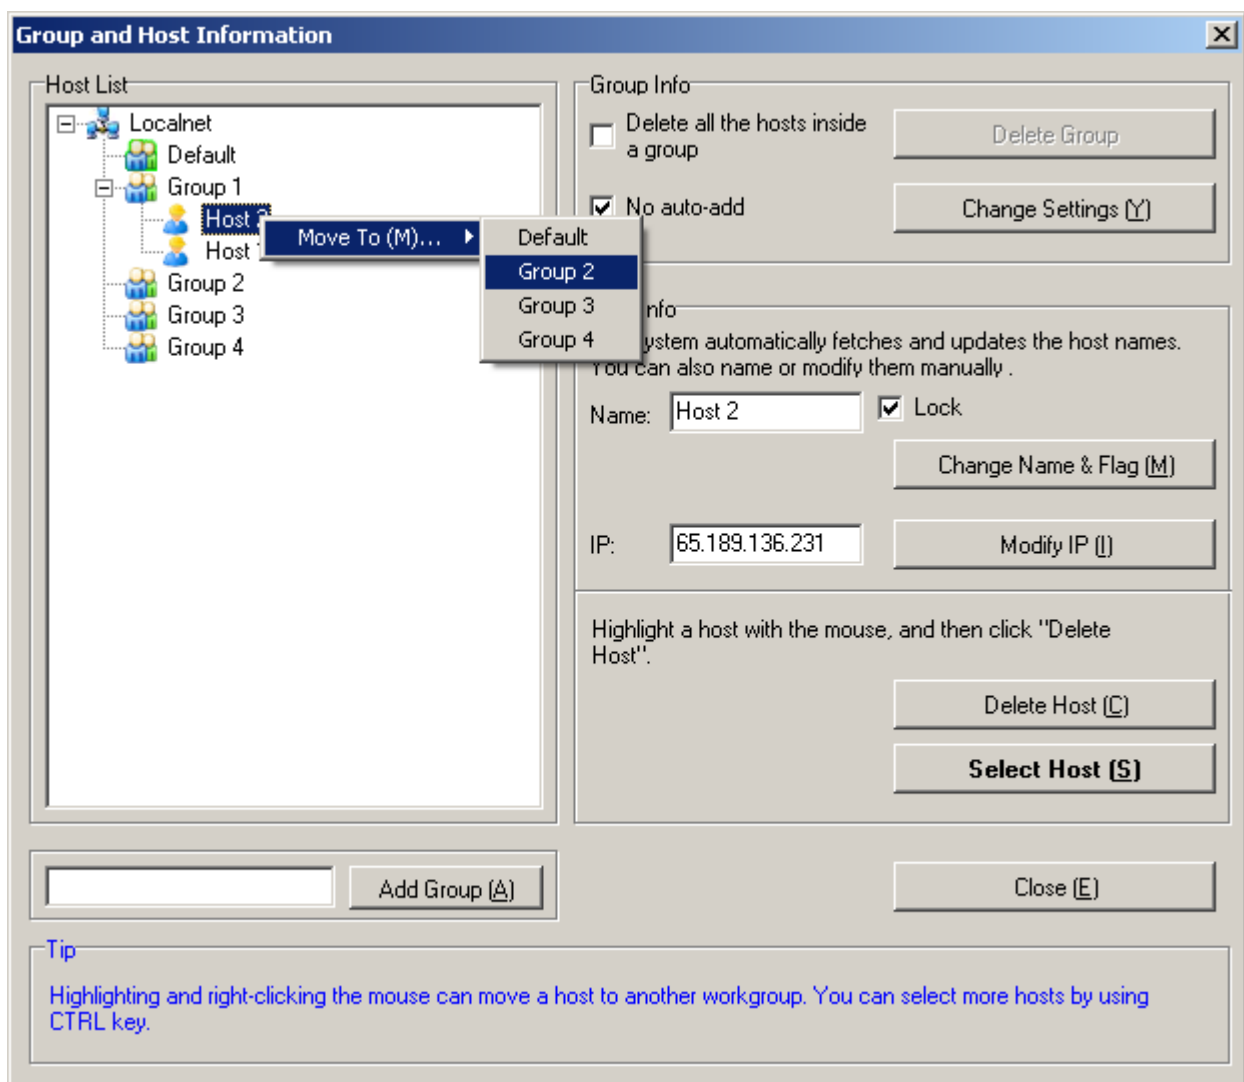 Group and Host Information
Host List
Localnet
Default
Group 1
Host
Host
Group 2
Group 3
Group 4
Move To (M)...
Default
Group 2
Group 3
Group 4
Group Info
Delete all the hosts inside
a group
Delete Group
No auto-add
Change Settings (Y)
nfo
ystem automatically fetches and updates the host names.
You can also name or modify them manually .
Name:
Host 2
Lock
Change Name & Flag (M)
IP:
65.189.136.231
Modify IP (I)
Highlight a host with the mouse, and then click "Delete
Host".
Delete Host (C)
Select Host (S)
Add Group (A)
Close (E)
Tip
Highlighting and right-clicking the mouse can move a host to another workgroup. You can select more hosts by using
CTRL key.